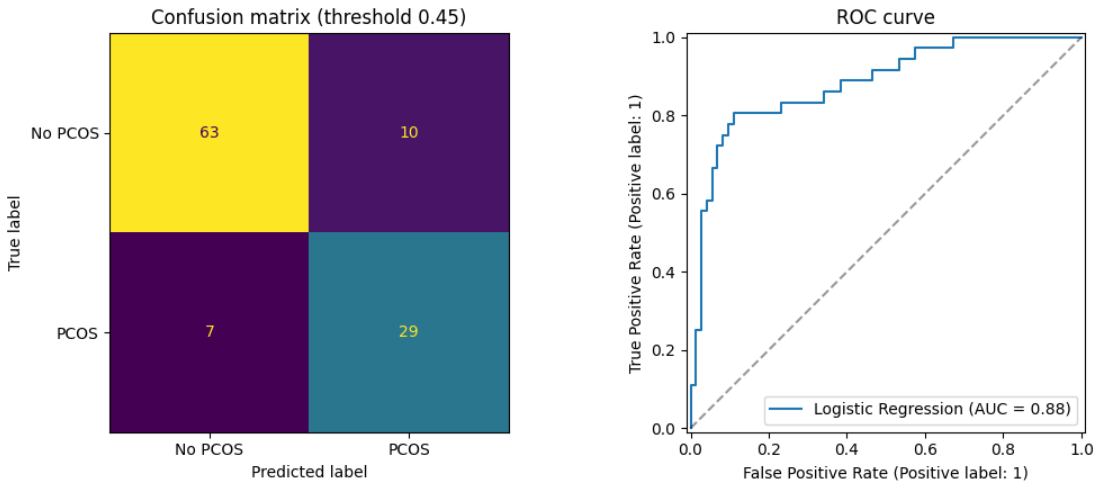 Confusion matrix (threshold 0.45)
True label
No PCOS
63
10
PCOS
7
29
No PCOS
PCOS
Predicted label
ROC curve
True Positive Rate (Positive label: 1)
1.0
0.8
0.6
0.4
0.2
0.0
Logistic Regression (AUC = 0.88)
0.0
0.2
0.4
0.6
0.8
1.0
False Positive Rate (Positive label: 1)